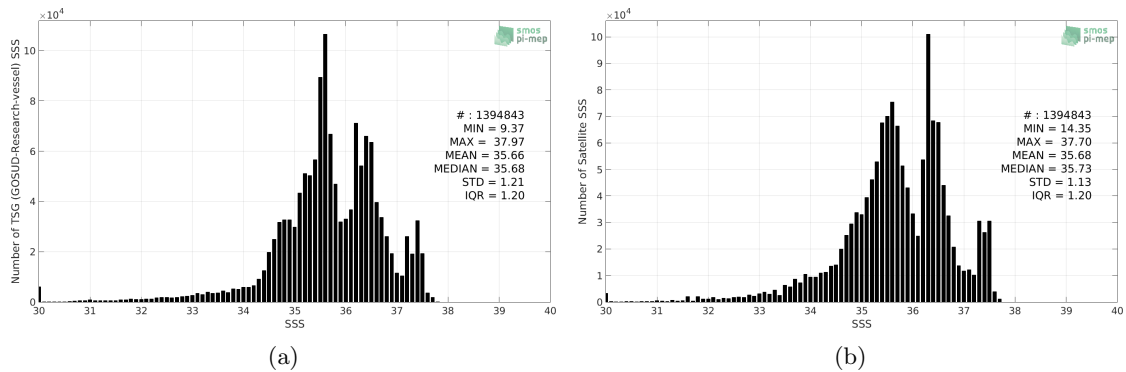 ×10⁴
10
8
6
4
2
0
Number of TSG (GOSUD-Research-vessel) SSS
smos
pi-mep
# : 1394843
MIN = 9.37
MAX = 37.97
MEAN = 35.66
MEDIAN = 35.68
STD = 1.21
IQR = 1.20
30 31 32 33 34 35 36 37 38 39 40
SSS
(a)
×10⁴
10
9
8
7
6
5
4
3
2
1
0
Number of Satellite SSS
smos
pi-mep
# : 1394843
MIN = 14.35
MAX = 37.70
MEAN = 35.68
MEDIAN = 35.73
STD = 1.13
IQR = 1.20
30 31 32 33 34 35 36 37 38 39 40
SSS
(b)